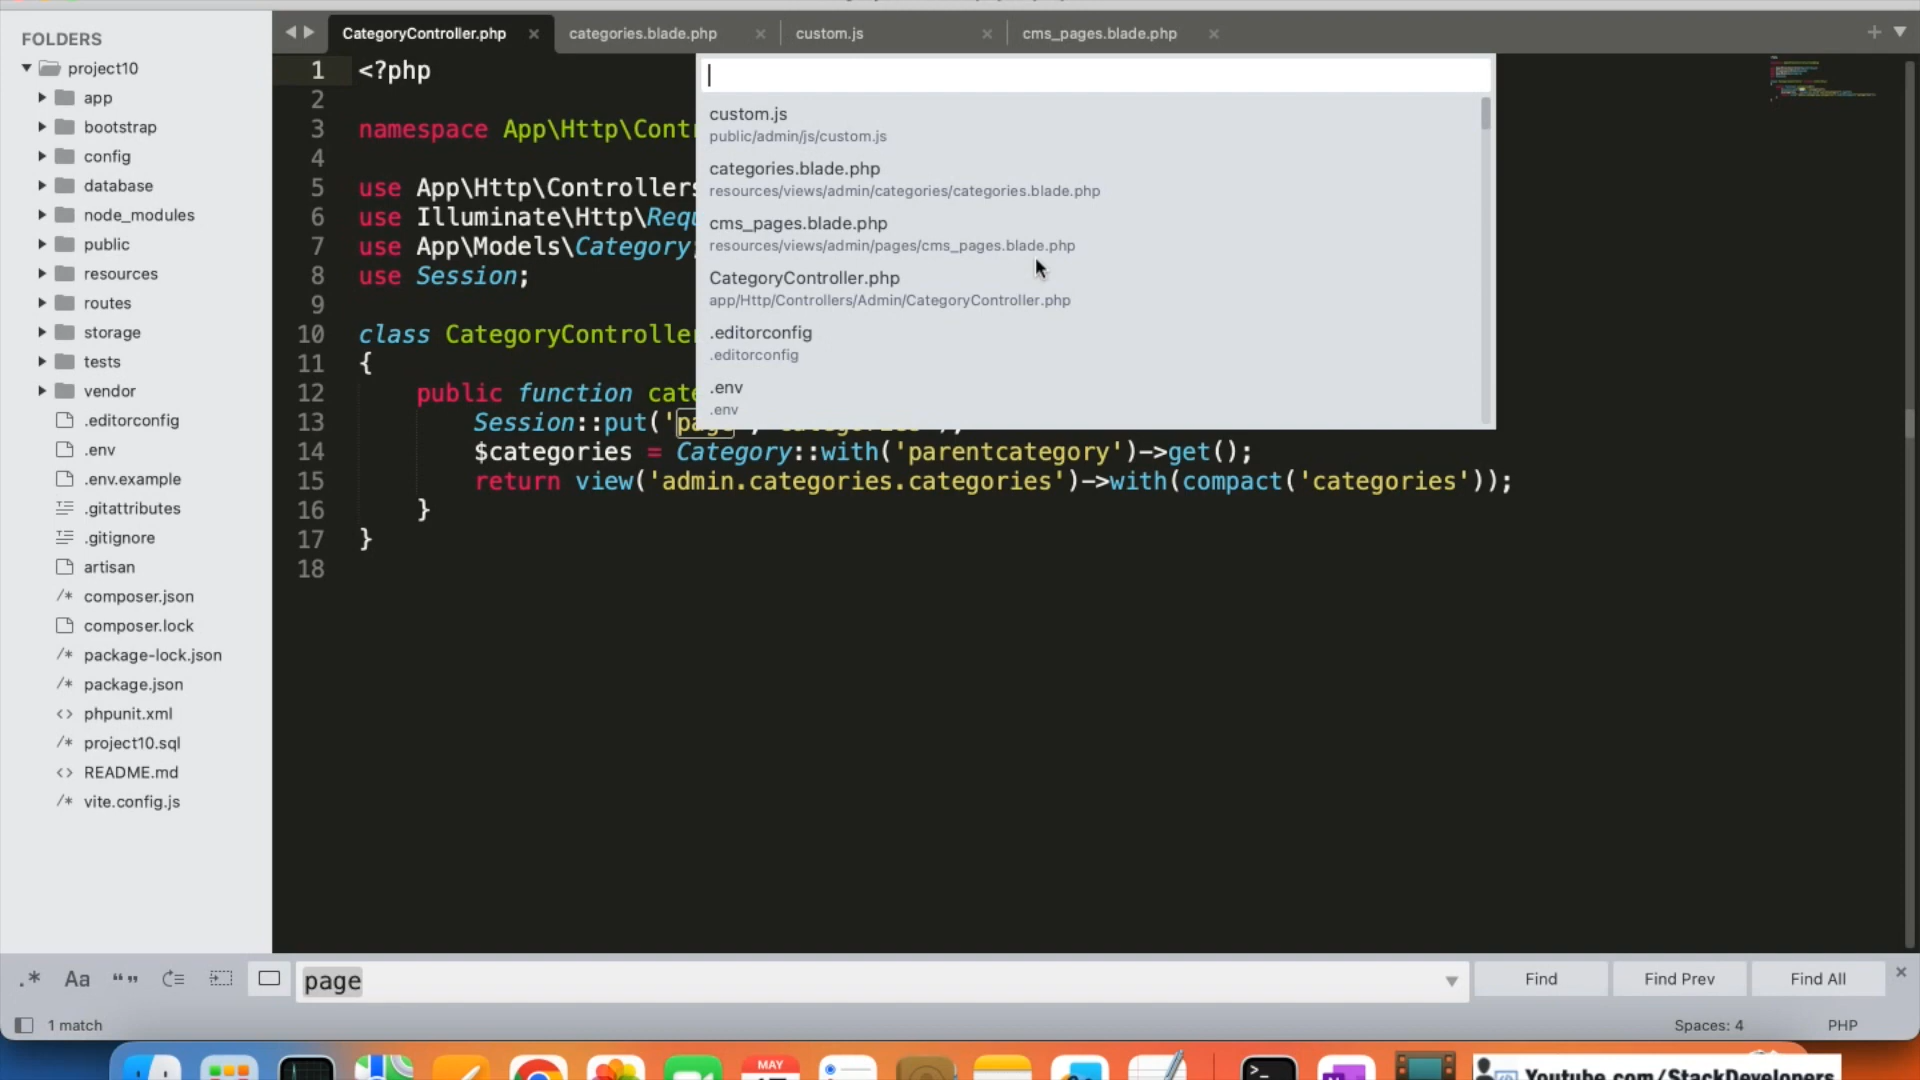 FOLDERS
project10
app
bootstrap
config
database
node_modules
public
resources
routes
storage
tests
vendor
.editorconfig
.env
.env.example
.gitattributes
.gitignore
artisan
composer.json
composer.lock
package-lock.json
package.json
phpunit.xml
project10.sql
README.md
vite.config.js
CategoryController.php
categories.blade.php
custom.js
cms_pages.blade.php
1 <?php
2
3 namespace App\Http\Cont
4
5 use App\Http\Controllers
6 use Illuminate\Http\Requ
7 use App\Models\Category;
8 use Session;
9
10 class CategoryController
11 {
12 public function cate
13 Session::put('page','categories');
14 $categories = Category::with('parentcategory')->get();
15 return view('admin.categories.categories')->with(compact('categories'));
16 }
17 }
18
custom.js
public/admin/js/custom.js
categories.blade.php
resources/views/admin/categories/categories.blade.php
cms_pages.blade.php
resources/views/admin/pages/cms_pages.blade.php
CategoryController.php
app/Http/Controllers/Admin/CategoryController.php
.editorconfig
.editorconfig
.env
.env
.* Aa “”
page
Find
Find Prev
Find All
1 match
Spaces: 4
PHP
MAY
Youtube.com/StackDevelopers